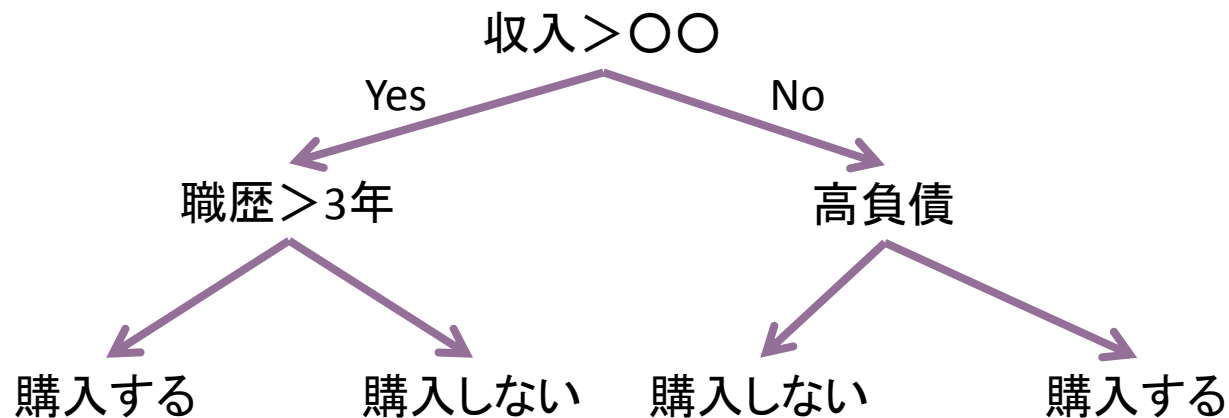 収入＞〇〇
Yes
No
職歴＞3年
高負債
購入する
購入しない
購入しない
購入する